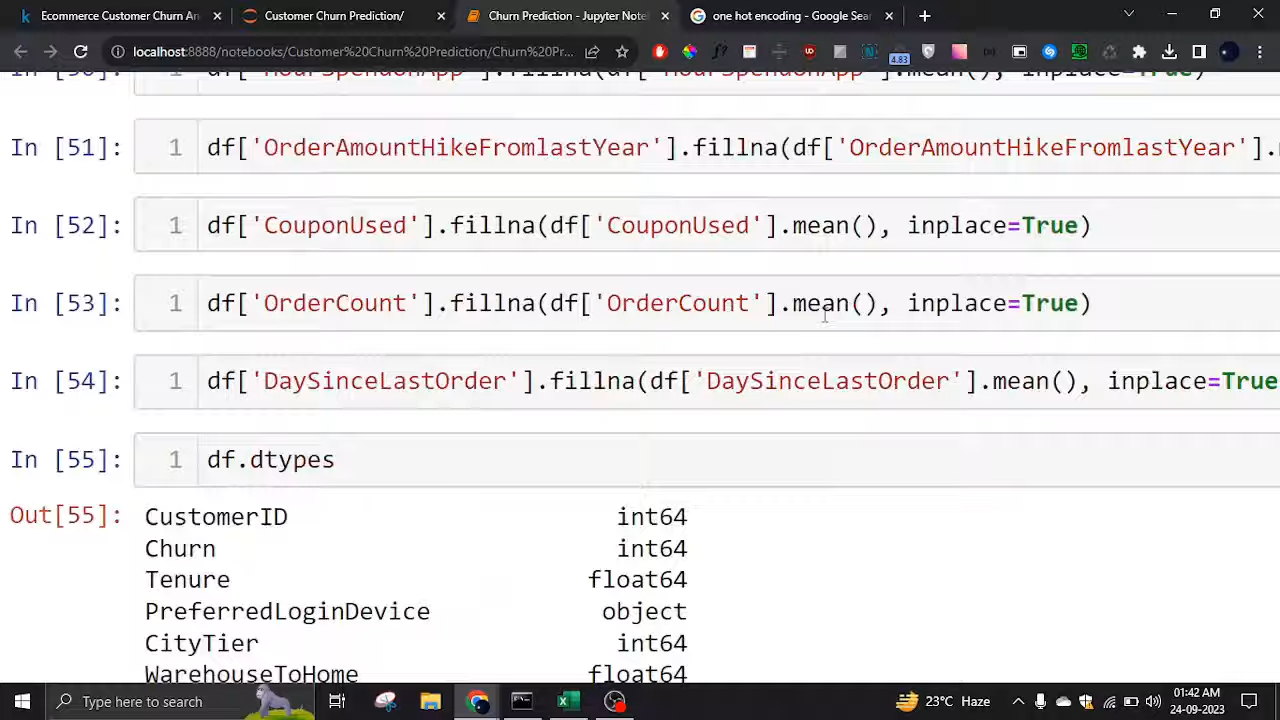 Ecommerce Customer Churn An
Customer Churn Prediction/
Churn Prediction - Jupyter Note
one hot encoding - Google Sear
localhost:8888/notebooks/Customer%20Churn%20Prediction/Churn%20Pr...
4.83
In [51]: 1 df['OrderAmountHikeFromlastYear'].fillna(df['OrderAmountHikeFromlastYear'].
In [52]: 1 df['CouponUsed'].fillna(df['CouponUsed'].mean(), inplace=True)
In [53]: 1 df['OrderCount'].fillna(df['OrderCount'].mean(), inplace=True)
In [54]: 1 df['DaySinceLastOrder'].fillna(df['DaySinceLastOrder'].mean(), inplace=True
In [55]: 1 df.dtypes
Out[55]: CustomerID int64
Churn int64
Tenure float64
PreferredLoginDevice object
CityTier int64
WarehouseToHome float64
Type here to search
23°C Haze
01:42 AM
24-09-2023